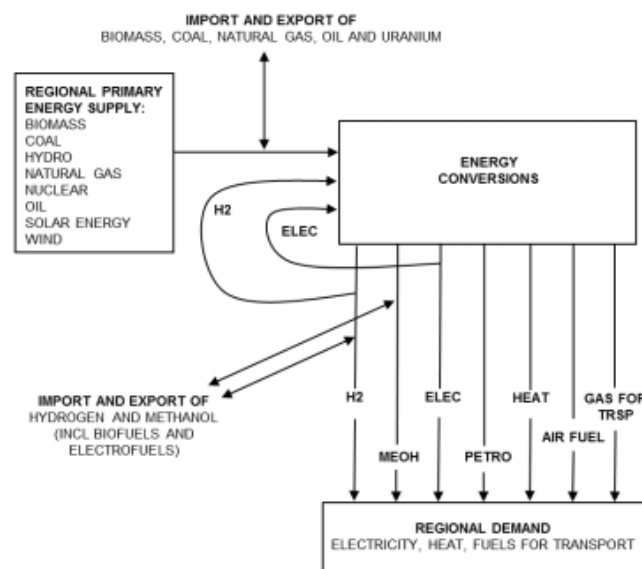 IMPORT AND EXPORT OF
BIOMASS, COAL, NATURAL GAS, OIL AND URANIUM
REGIONAL PRIMARY
ENERGY SUPPLY:
BIOMASS
COAL
HYDRO
NATURAL GAS
NUCLEAR
OIL
SOLAR ENERGY
WIND
ENERGY
CONVERSIONS
H2
ELEC
IMPORT AND EXPORT OF
HYDROGEN AND METHANOL
(INCL BIOFUELS AND
ELECTROFUELS)
H2
MEOH
ELEC
PETRO
HEAT
AIR FUEL
GAS FOR
TRSP
REGIONAL DEMAND
ELECTRICITY, HEAT, FUELS FOR TRANSPORT